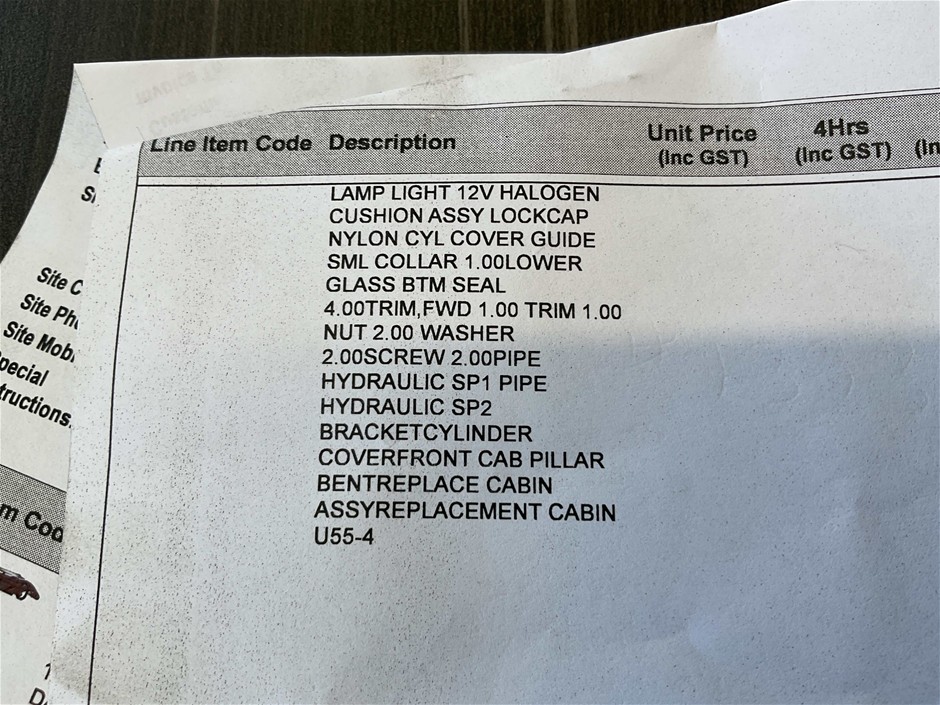 Line Item Code Description Unit Price 4Hrs
(Inc GST) (Inc GST)
LAMP LIGHT 12V HALOGEN
CUSHION ASSY LOCKCAP
NYLON CYL COVER GUIDE
SML COLLAR 1.00LOWER
GLASS BTM SEAL
4.00TRIM,FWD 1.00 TRIM 1.00
NUT 2.00 WASHER
2.00SCREW 2.00PIPE
HYDRAULIC SP1 PIPE
HYDRAULIC SP2
BRACKETCYLINDER
COVERFRONT CAB PILLAR
BENTREPLACE CABIN
ASSYREPLACEMENT CABIN
U55-4
Site C
Site Ph
Site Mobi
pecial
tructions
m Cod